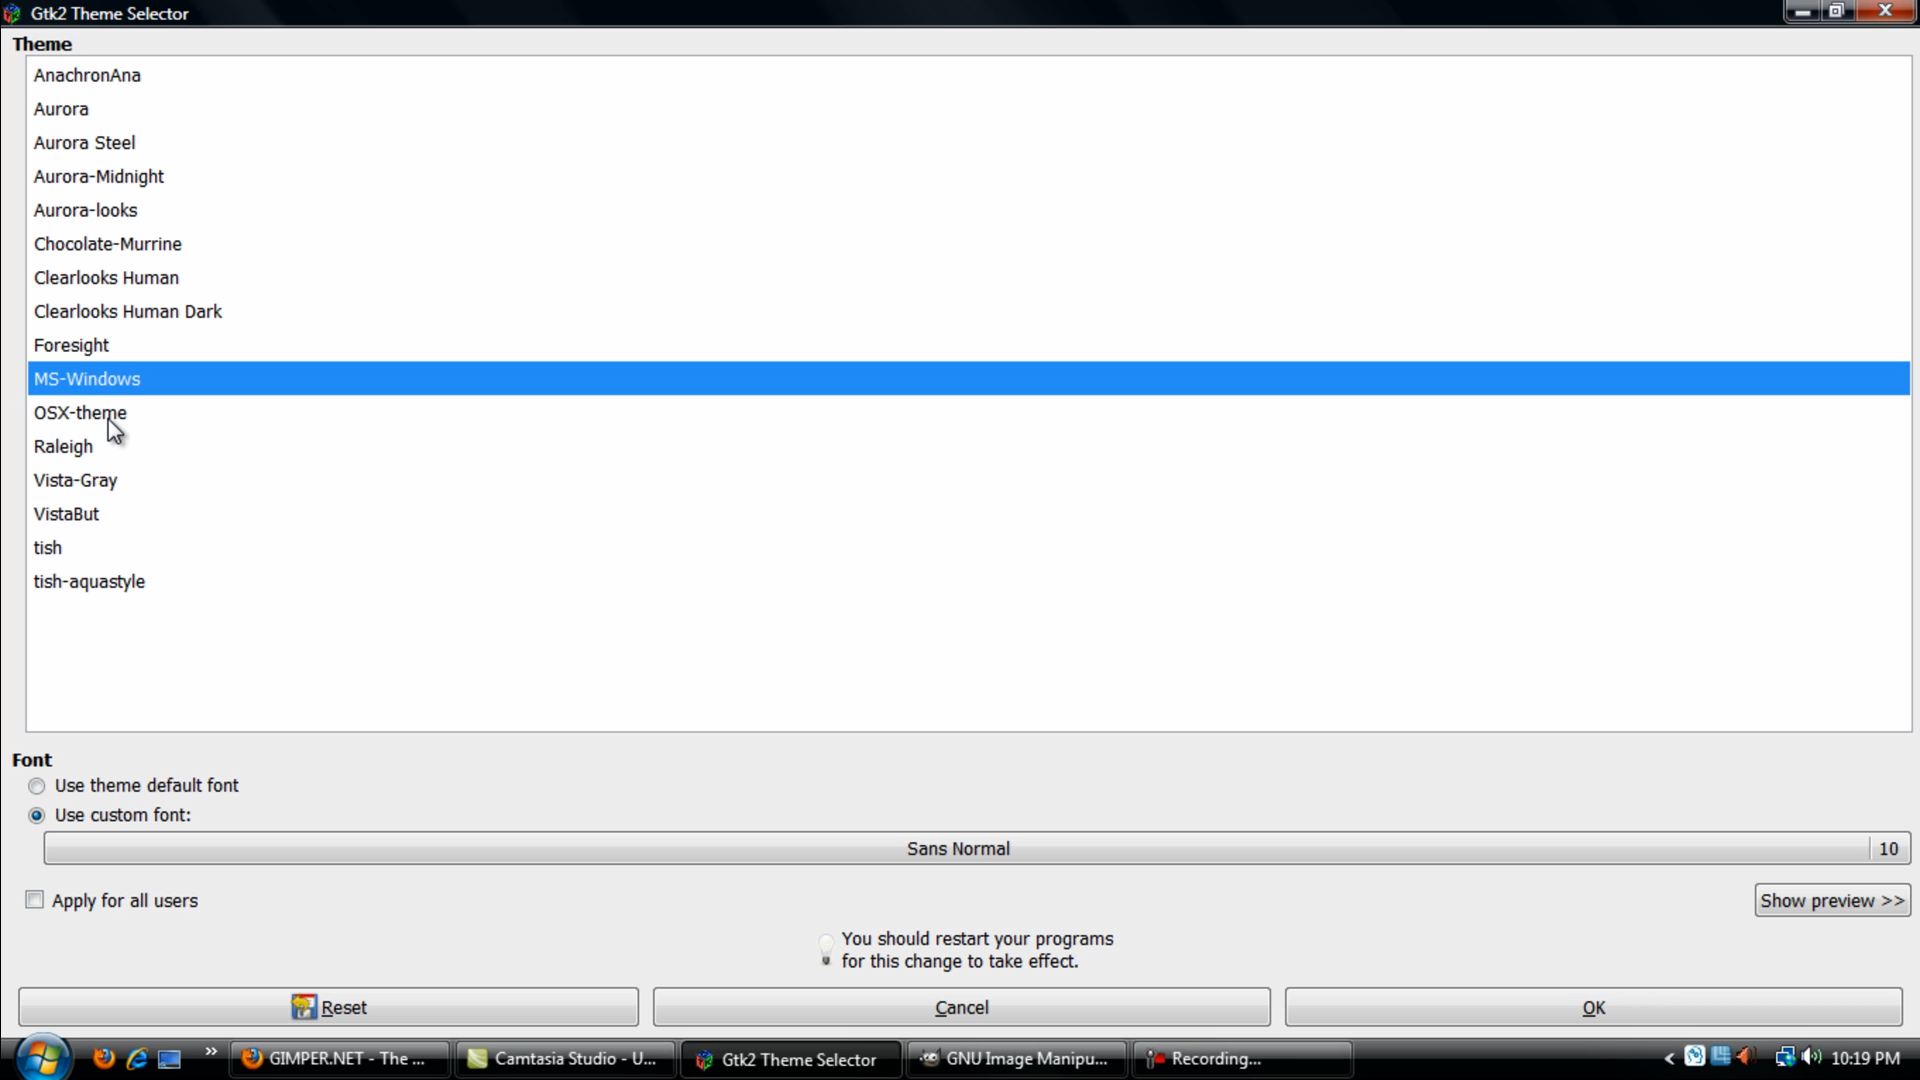 Gtk2 Theme Selector
Theme
AnachronAna
Aurora
Aurora Steel
Aurora-Midnight
Aurora-looks
Chocolate-Murrine
Clearlooks Human
Clearlooks Human Dark
Foresight
MS-Windows
OSX-theme
Raleigh
Vista-Gray
VistaBut
tish
tish-aquastyle
Font
Use theme default font
Use custom font:
Sans Normal 10
Apply for all users Show preview >>
You should restart your programs
for this change to take effect.
Reset Cancel OK
» GIMPER.NET - The ... Camtasia Studio - U... Gtk2 Theme Selector GNU Image Manipu... Recording... < 10:19 PM